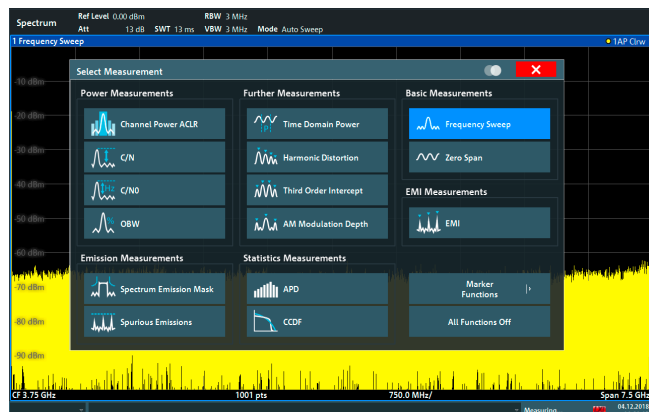 Spectrum
Ref Level 0.00 dBm RBW 3 MHz
Att 13 dB SWT 13 ms VBW 3 MHz Mode Auto Sweep
1 Frequency Sweep 1AP Clrw
Select Measurement
Power Measurements Further Measurements Basic Measurements
Channel Power ACLR Time Domain Power Frequency Sweep
C/N Harmonic Distortion Zero Span
C/N0 Third Order Intercept EMI Measurements
OBW AM Modulation Depth EMI
Emission Measurements Statistics Measurements
Spectrum Emission Mask APD Marker Functions
Spurious Emissions CCDF All Functions Off
-10 dBm
-20 dBm
-30 dBm
-40 dBm
-50 dBm
-60 dBm
-70 dBm
-80 dBm
-90 dBm
CF 3.75 GHz 1001 pts 750.0 MHz/ Span 7.5 GHz
Measuring 04.12.2018